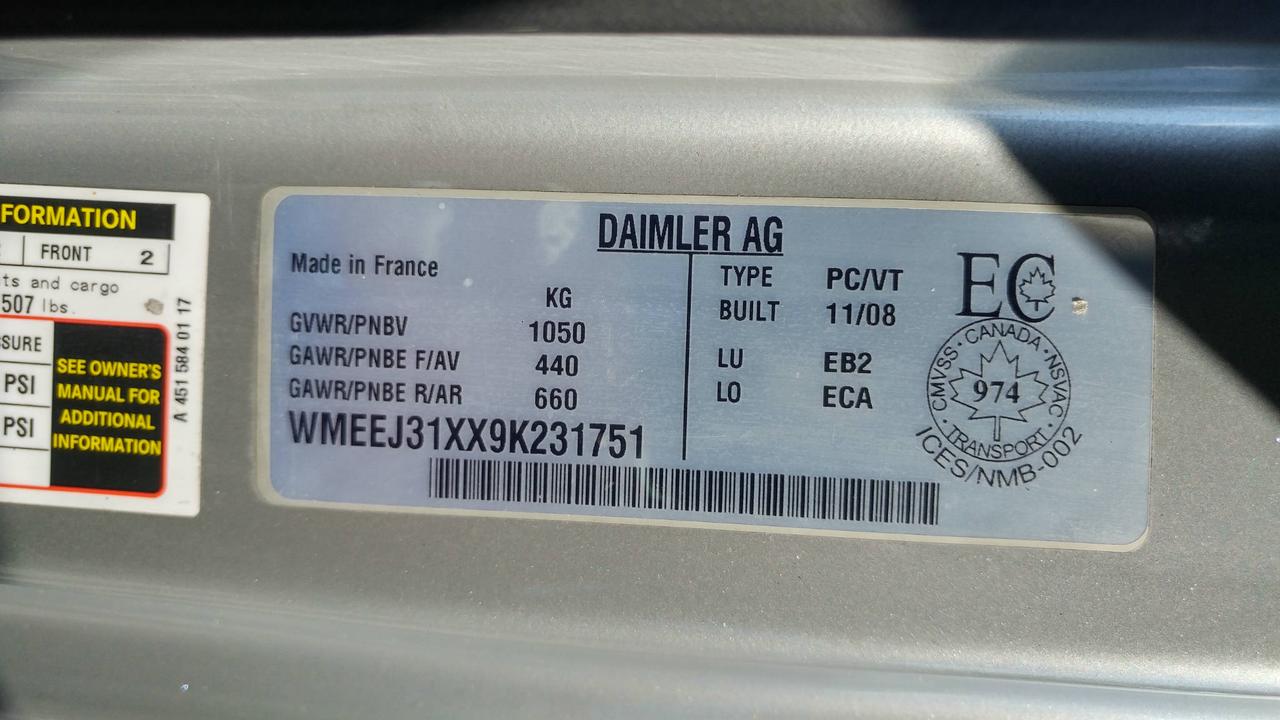 FORMATION
FRONT 2
ts and cargo
507 lbs.
SURE
PSI
PSI
SEE OWNER'S
MANUAL FOR
ADDITIONAL
INFORMATION
A 451 584 01 17
DAIMLER AG
Made in France
KG
GVWR/PNBV 1050
GAWR/PNBE F/AV 440
GAWR/PNBE R/AR 660
WMEEJ31XX9K231751
TYPE PC/VT
BUILT 11/08
LU EB2
LO ECA
EC
CMVSS · CANADA · NSVAC · TRANSPORT ·
974
ICES/NMB-002